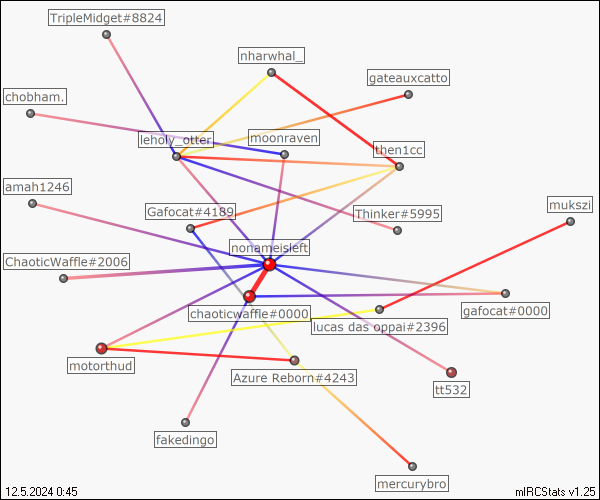 TripleMidget#8824
nharwhal_
gateauxcatto
chobham.
leholy_otter
moonraven
then1cc
amah1246
Gafocat#4189
Thinker#5995
mukszi
nonameisleft
ChaoticWaffle#2006
chaoticwaffle#0000
gafocat#0000
lucas das oppai#2396
motorthud
Azure Reborn#4243
tt532
fakedingo
mercurybro
12.5.2024 0:45
mIRCStats v1.25